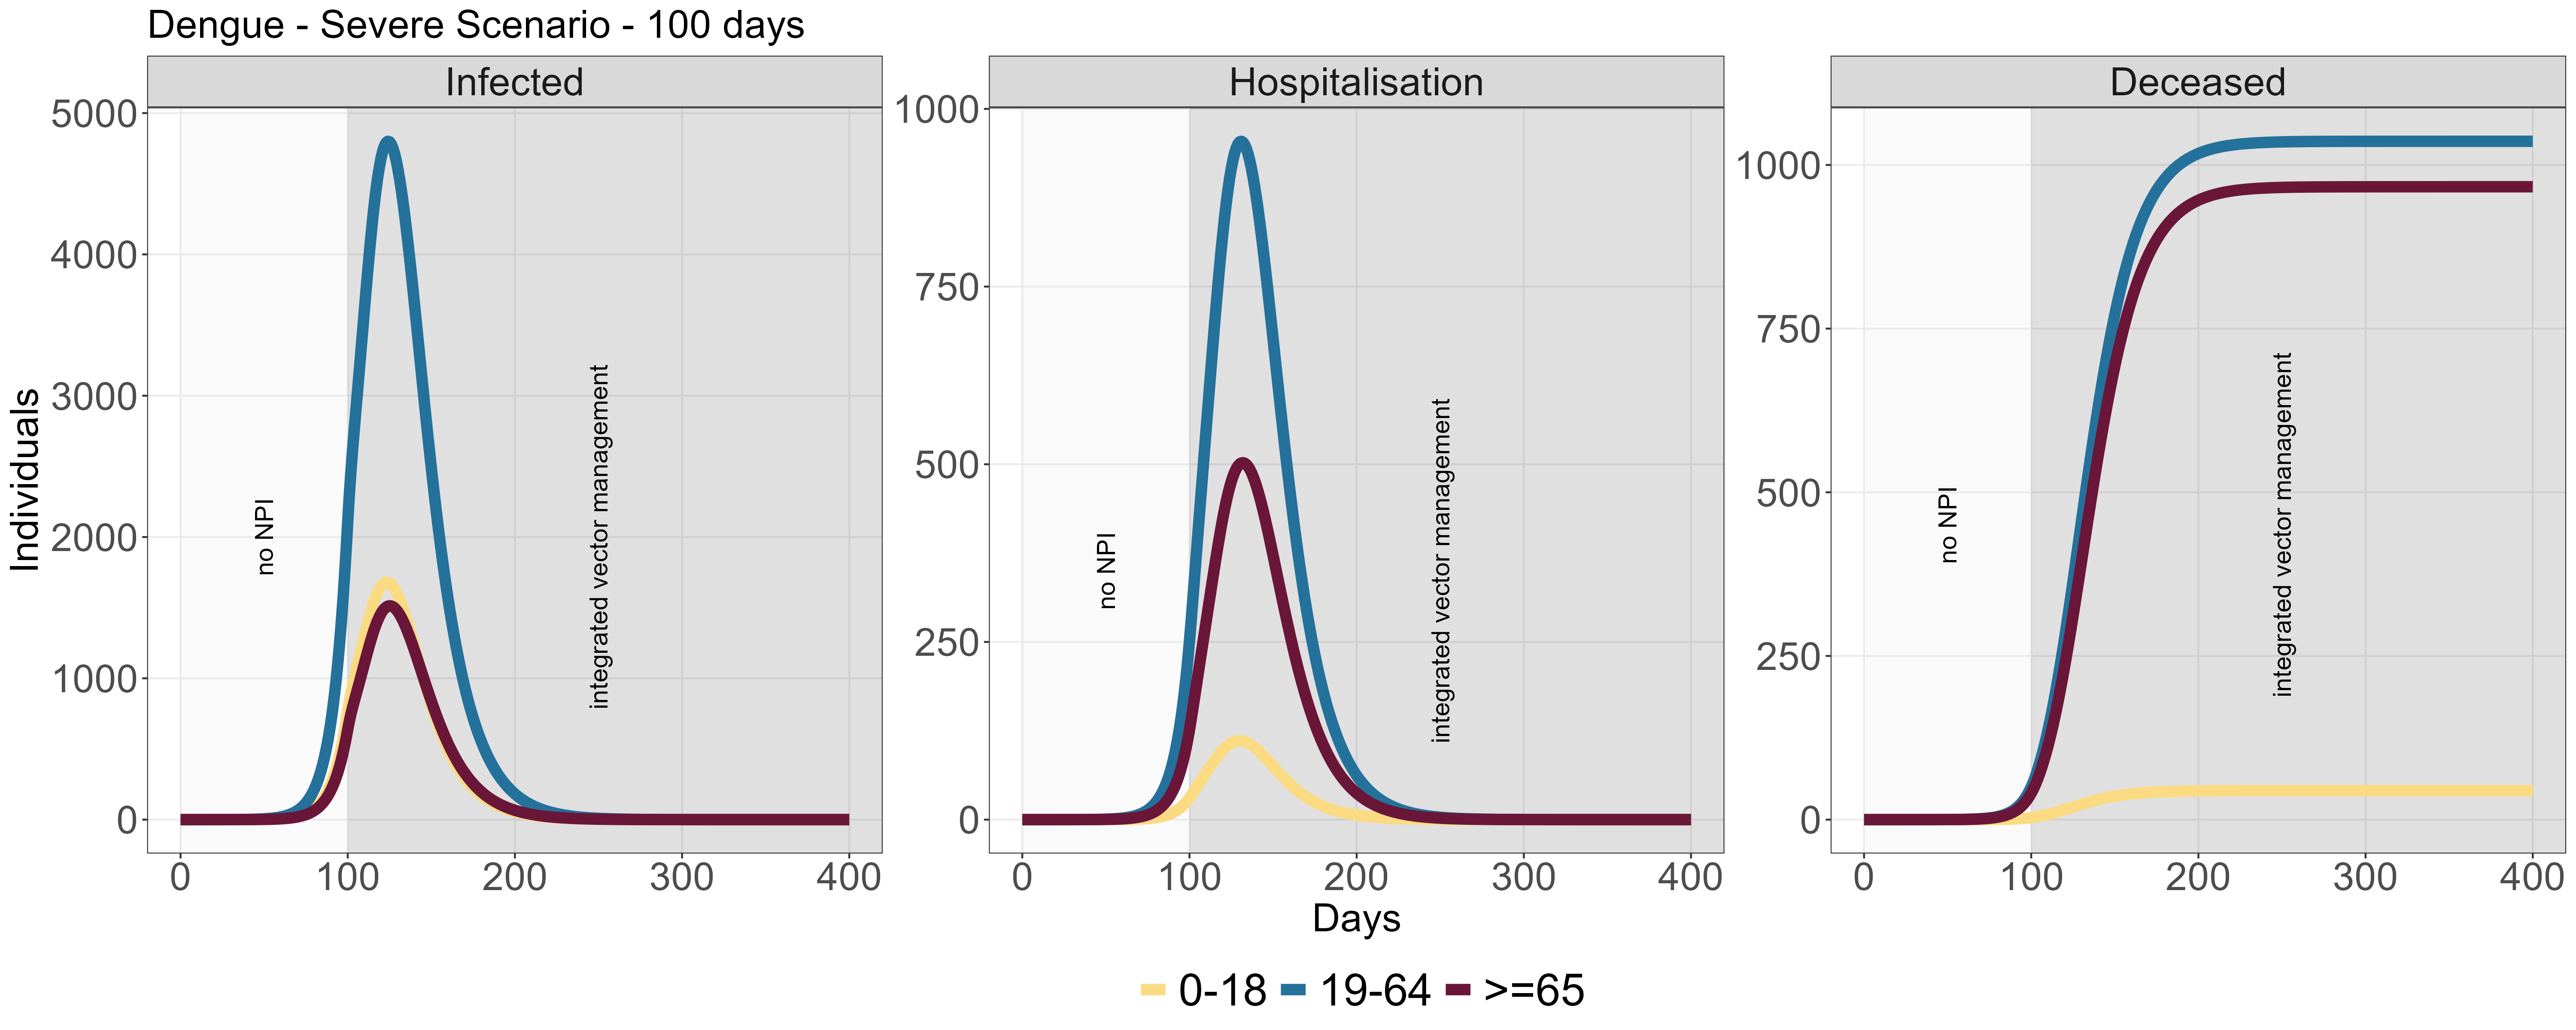 Dengue - Severe Scenario - 100 days
Infected
Hospitalisation
Deceased
Individuals
5000
4000
3000
2000
1000
0
no NPI
integrated vector management
0 100 200 300 400
1000
750
500
250
0
no NPI
integrated vector management
0 100 200 300 400
1000
750
500
250
0
no NPI
integrated vector management
0 100 200 300 400
Days
0-18 19-64 >=65